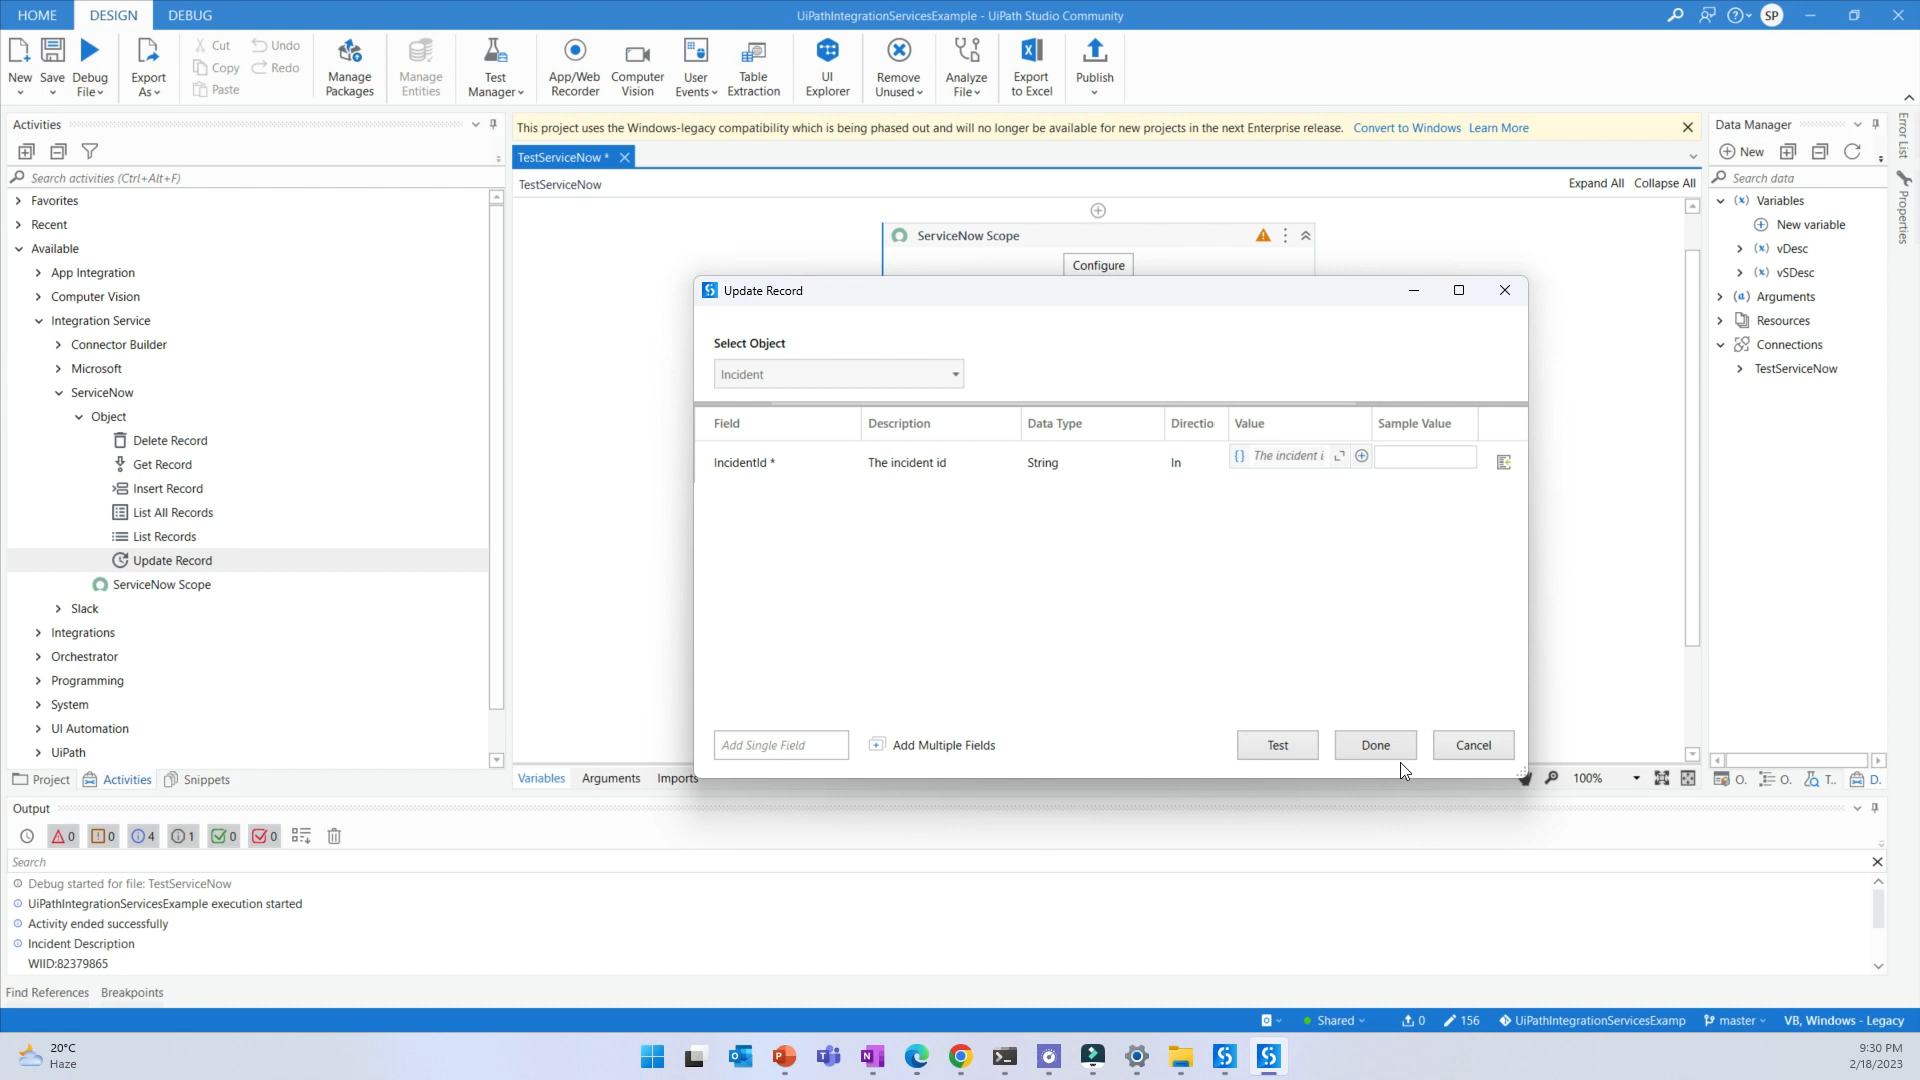 HOME DESIGN DEBUG UiPathIntegrationServicesExample - UiPath Studio Community SP
New Save Debug File Export As Cut Copy Paste Undo Redo Manage Packages Manage Entities Test Manager App/Web Recorder Computer Vision User Events Table Extraction UI Explorer Remove Unused Analyze File Export to Excel Publish
Activities
Search activities (Ctrl+Alt+F)
Favorites
Recent
Available
App Integration
Computer Vision
Integration Service
Connector Builder
Microsoft
ServiceNow
Object
Delete Record
Get Record
Insert Record
List All Records
List Records
Update Record
ServiceNow Scope
Slack
Integrations
Orchestrator
Programming
System
UI Automation
UiPath
Project Activities Snippets
This project uses the Windows-legacy compatibility which is being phased out and will no longer be available for new projects in the next Enterprise release. Convert to Windows Learn More
TestServiceNow *
TestServiceNow Expand All Collapse All
ServiceNow Scope
Configure
Update Record
Select Object
Incident
Field Description Data Type Directio Value Sample Value
IncidentId * The incident id String In The incident i
Add Single Field Add Multiple Fields Test Done Cancel
Variables Arguments Imports 100%
Data Manager
New
Search data
Variables
New variable
vDesc
vSDesc
Arguments
Resources
Connections
TestServiceNow
O. O. T.. D.
Error List
Properties
Output
0 0 4 1 0 0
Search
Debug started for file: TestServiceNow
UiPathIntegrationServicesExample execution started
Activity ended successfully
Incident Description
WIID:82379865
Find References Breakpoints
Shared 0 156 UiPathIntegrationServicesExamp master VB, Windows - Legacy
20°C
Haze
9:30 PM
2/18/2023